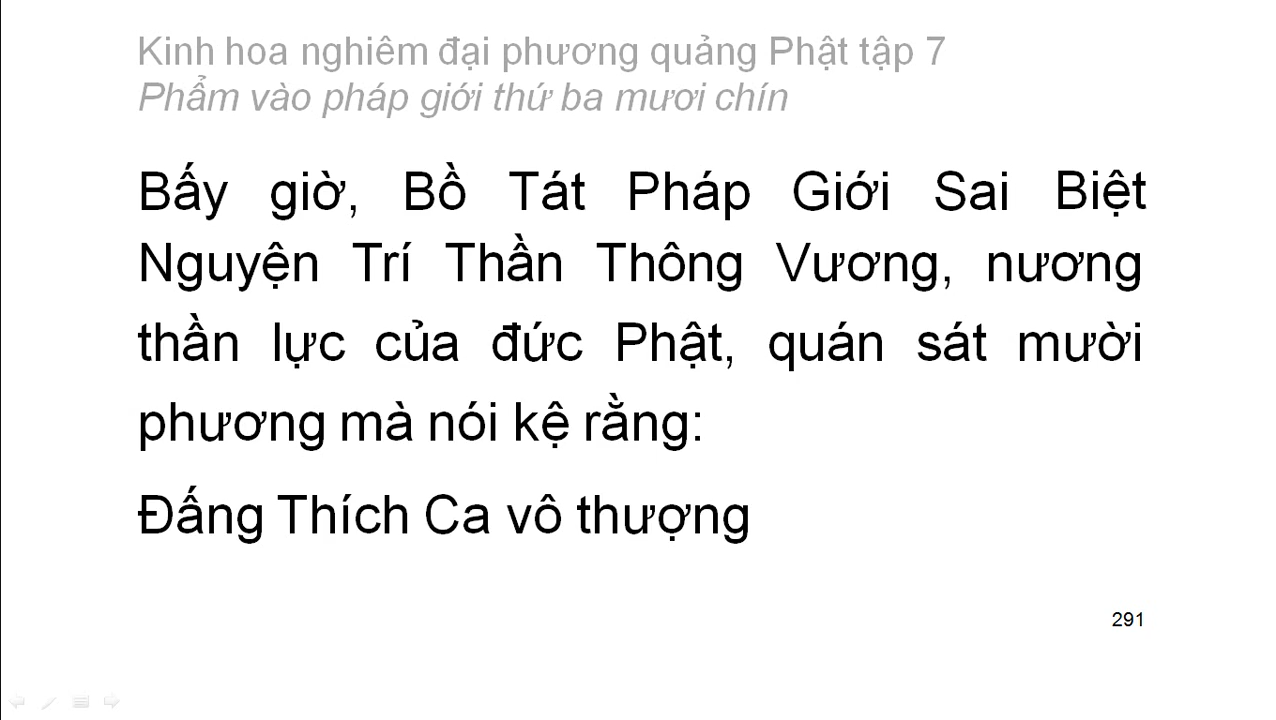 Kinh hoa nghiêm đại phương quảng Phật tập 7
Phẩm vào pháp giới thứ ba mươi chín
Bấy giờ, Bồ Tát Pháp Giới Sai Biệt
Nguyện Trí Thần Thông Vương, nương
thần lực của đức Phật, quán sát mười
phương mà nói kệ rằng:
Đấng Thích Ca vô thượng
291